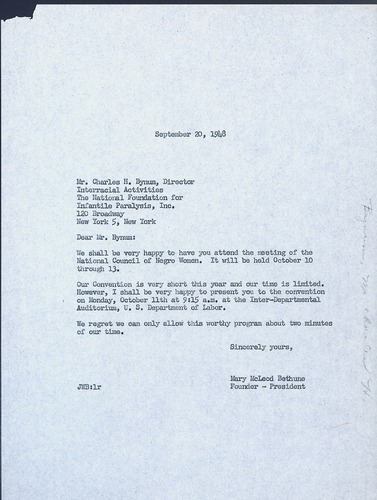 September 20, 1948
Mr. Charles H. Bynum, Director
Interracial Activities
The National Foundation for
Infantile Paralysis, Inc.
120 Broadway
New York 5, New York
Dear Mr. Bynum:
We shall be very happy to have you attend the meeting of the
National Council of Negro Women. It will be held October 10
through 13.
Our Convention is very short this year and our time is limited.
However, I shall be very happy to present you to the convention
on Monday, October 11th at 9:15 a.m. at the Inter-Departmental
Auditorium, U. S. Department of Labor.
We regret we can only allow this worthy program about two minutes
of our time.
Sincerely yours,
Mary McLeod Bethune
JWB:lr
Founder - President